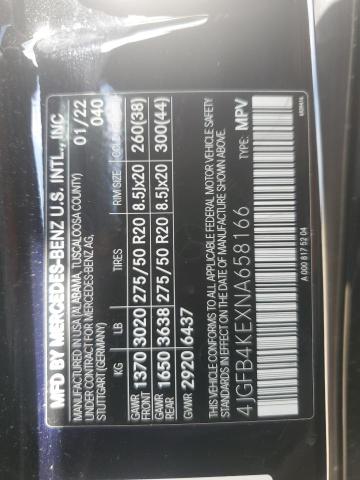 MFD BY MERCEDES-BENZ U.S. INTL., INC
(DAIMLER AVENUE, TUSCALOOSA COUNTY) 01/22
UNDER CONTRACT FOR MERCEDES-BENZ AG, 040
STUTTGART (GERMANY)
KG LB TIRES RIM SIZE
GAWR FRONT 1370 3020 275/50 R20 8.5Jx20 260(38)
GAWR REAR 1650 3638 275/50 R20 8.5Jx20 300(44)
GVWR 2920 6437
THIS VEHICLE CONFORMS TO ALL APPLICABLE FEDERAL MOTOR VEHICLE SAFETY
STANDARDS IN EFFECT ON THE DATE OF MANUFACTURE SHOWN ABOVE
4JGFB4KEXNA658166 TYPE: MPV
A 000 817 52 04